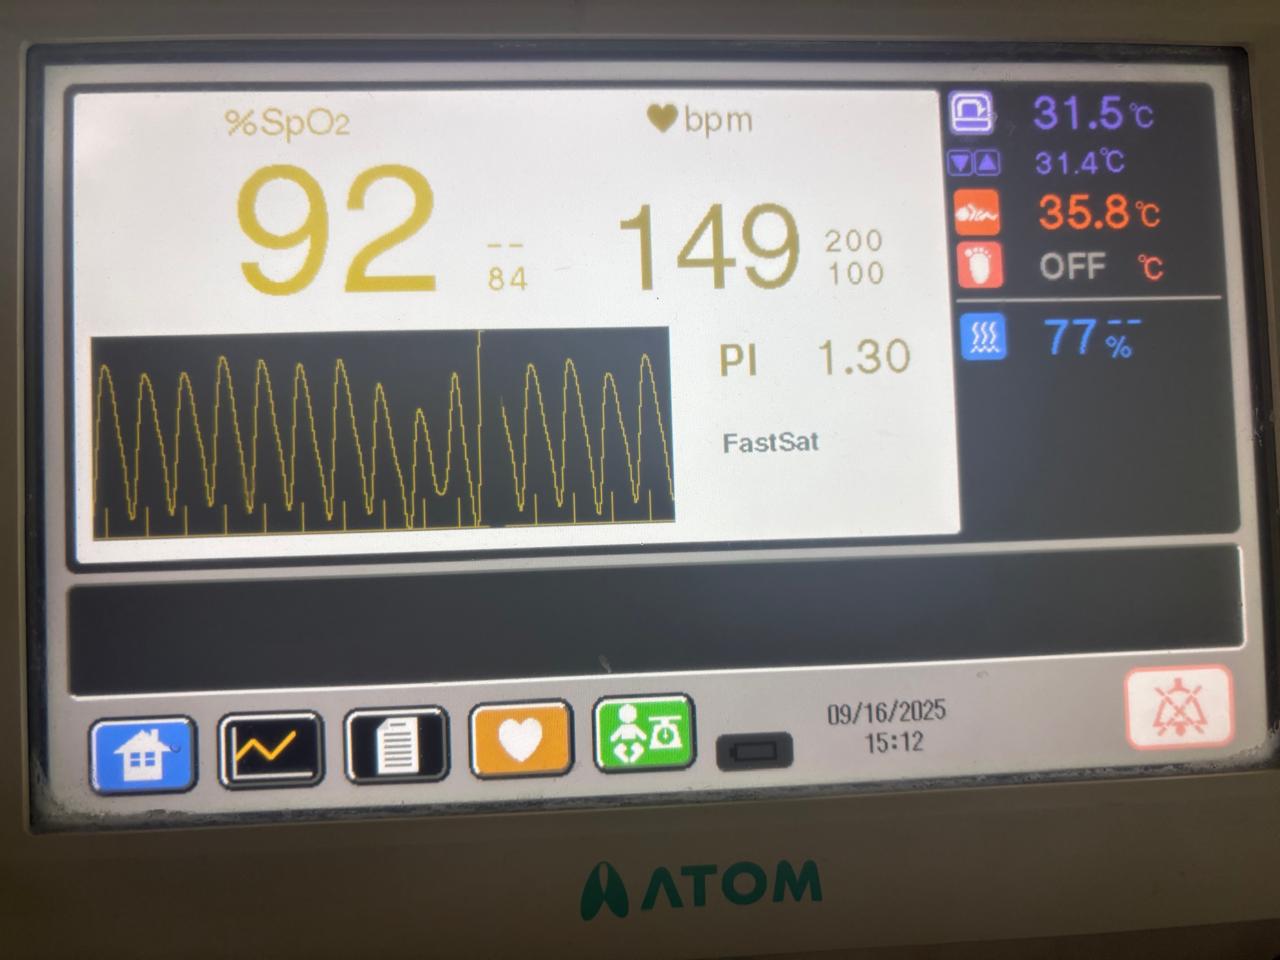 %SpO2
bpm
92
--
84
149
200
100
PI 1.30
FastSat
31.5℃
31.4℃
35.8℃
OFF ℃
77 --%
09/16/2025
15:12
ATOM